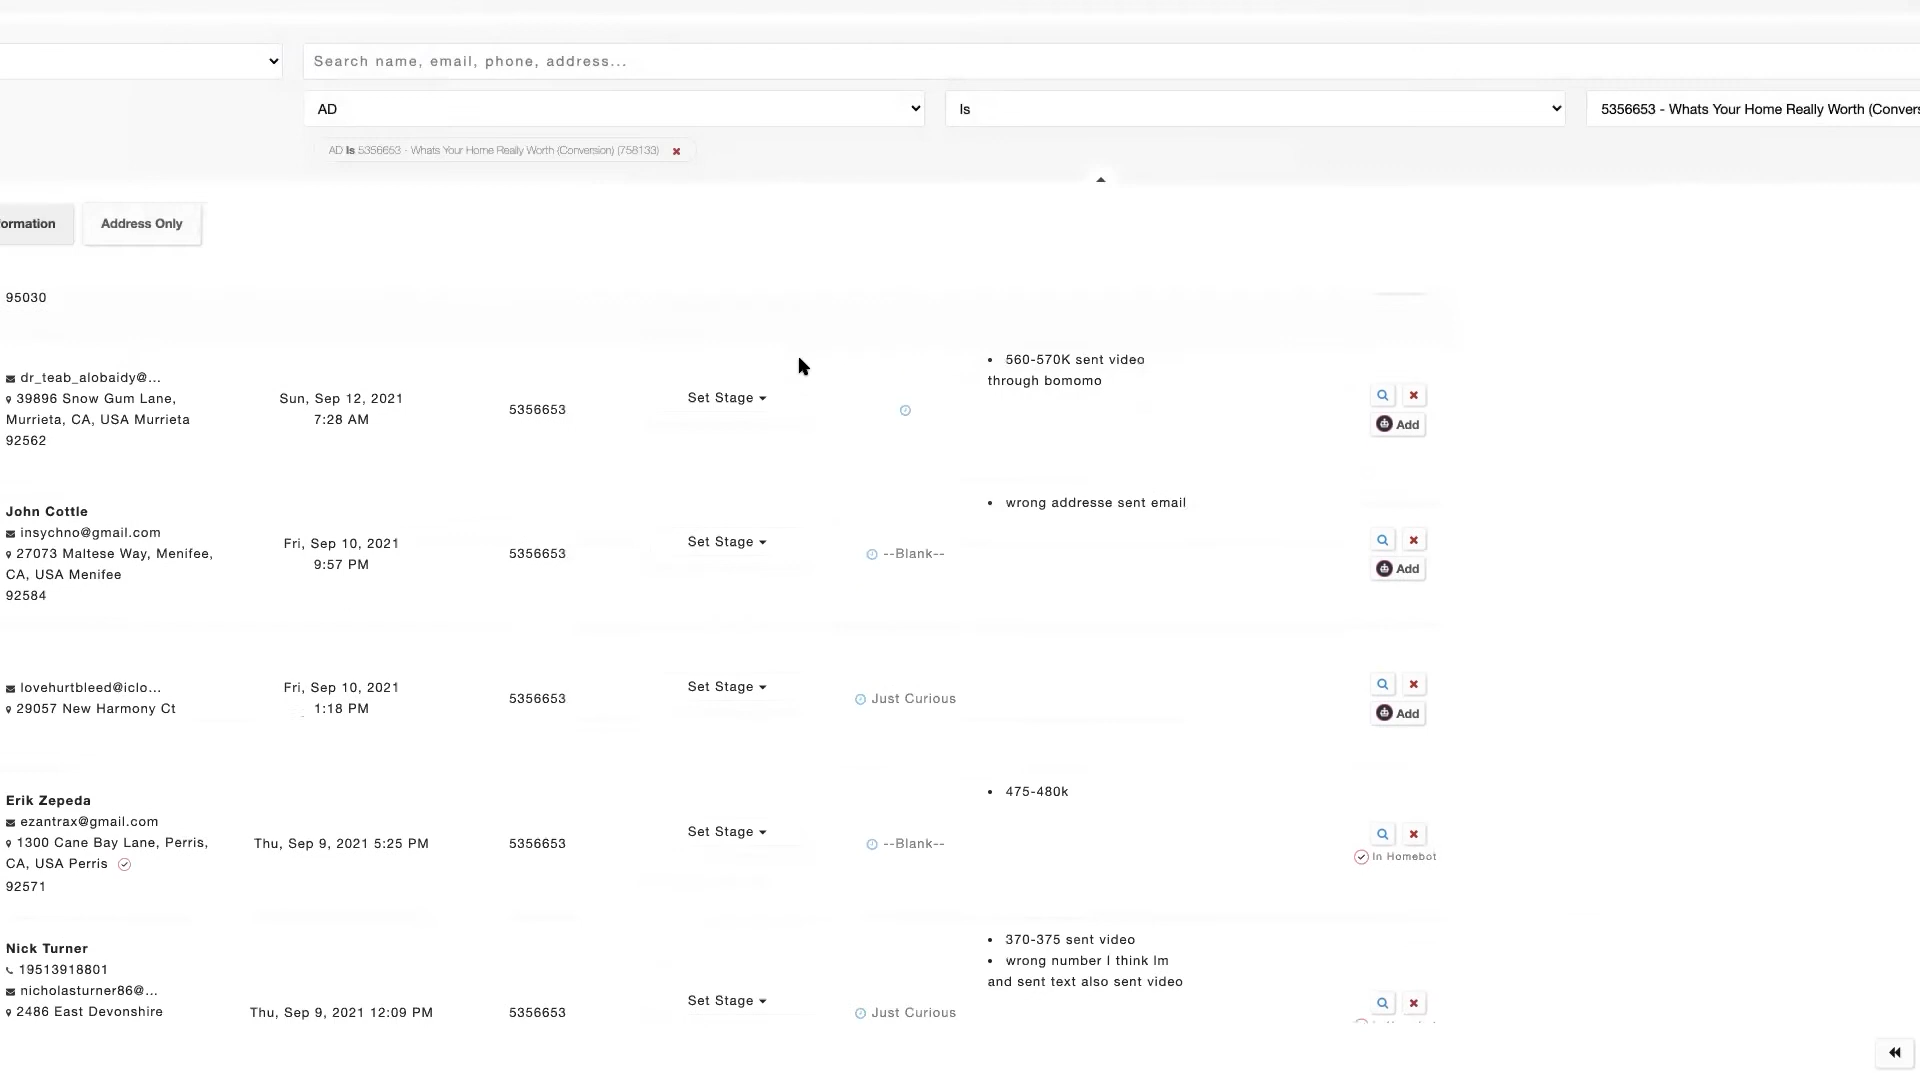 Search name, email, phone, address...
AD
Is
5356653 - Whats Your Home Really Worth (Convers
AD Is 5356653 - Whats Your Home Really Worth (Conversion) (758133)
ormation
Address Only
95030
dr_teab_alobaidy@...
39896 Snow Gum Lane,
Murrieta, CA, USA Murrieta
92562
Sun, Sep 12, 2021
7:28 AM
5356653
Set Stage
• 560-570K sent video
through bomomo
Add
John Cottle
insychno@gmail.com
27073 Maltese Way, Menifee,
CA, USA Menifee
92584
Fri, Sep 10, 2021
9:57 PM
5356653
Set Stage
--Blank--
• wrong addresse sent email
Add
lovehurtbleed@iclo...
29057 New Harmony Ct
Fri, Sep 10, 2021
1:18 PM
5356653
Set Stage
Just Curious
Add
Erik Zepeda
ezantrax@gmail.com
1300 Cane Bay Lane, Perris,
CA, USA Perris
92571
Thu, Sep 9, 2021 5:25 PM
5356653
Set Stage
--Blank--
• 475-480k
In Homebot
Nick Turner
19513918801
nicholasturner86@...
2486 East Devonshire
Thu, Sep 9, 2021 12:09 PM
5356653
Set Stage
Just Curious
• 370-375 sent video
• wrong number I think lm
and sent text also sent video